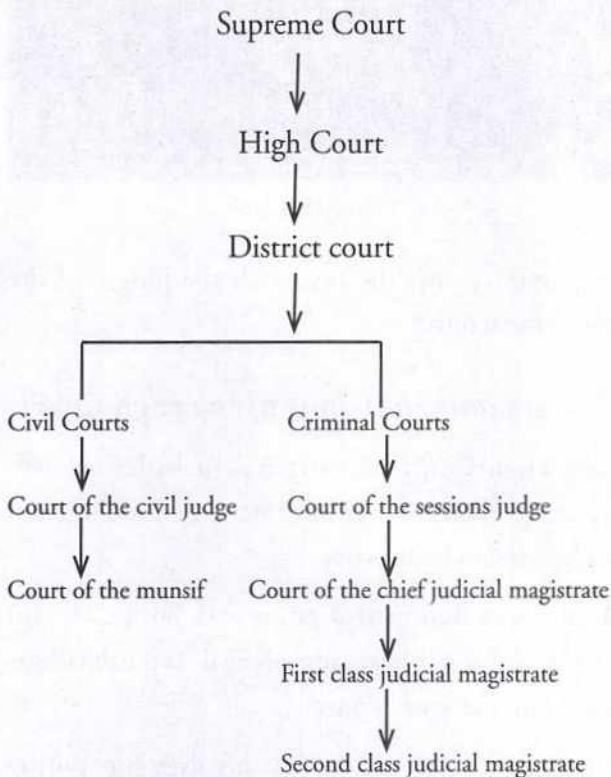 Supreme Court
High Court
District court
Civil Courts
Criminal Courts
Court of the civil judge
Court of the sessions judge
Court of the munsif
Court of the chief judicial magistrate
First class judicial magistrate
Second class judicial magistrate